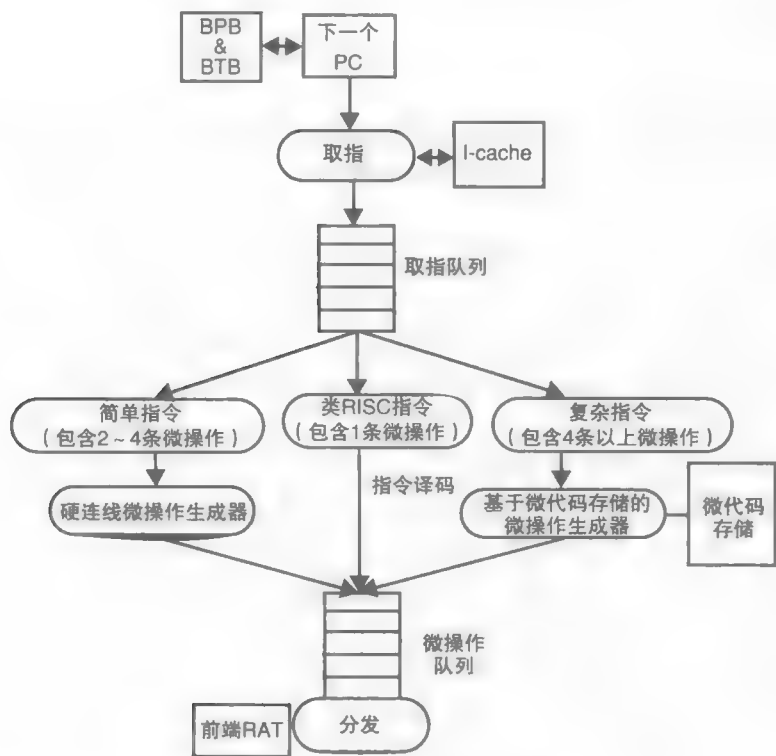 BPB
&
BTB
下一个
PC
取指
I-cache
取指队列
简单指令
（包含2～4条微操作）
类RISC指令
（包含1条微操作）
复杂指令
（包含4条以上微操作）
指令译码
硬连线微操作生成器
基于微代码存储的
微操作生成器
微代码
存储
微操作
队列
前端RAT
分发